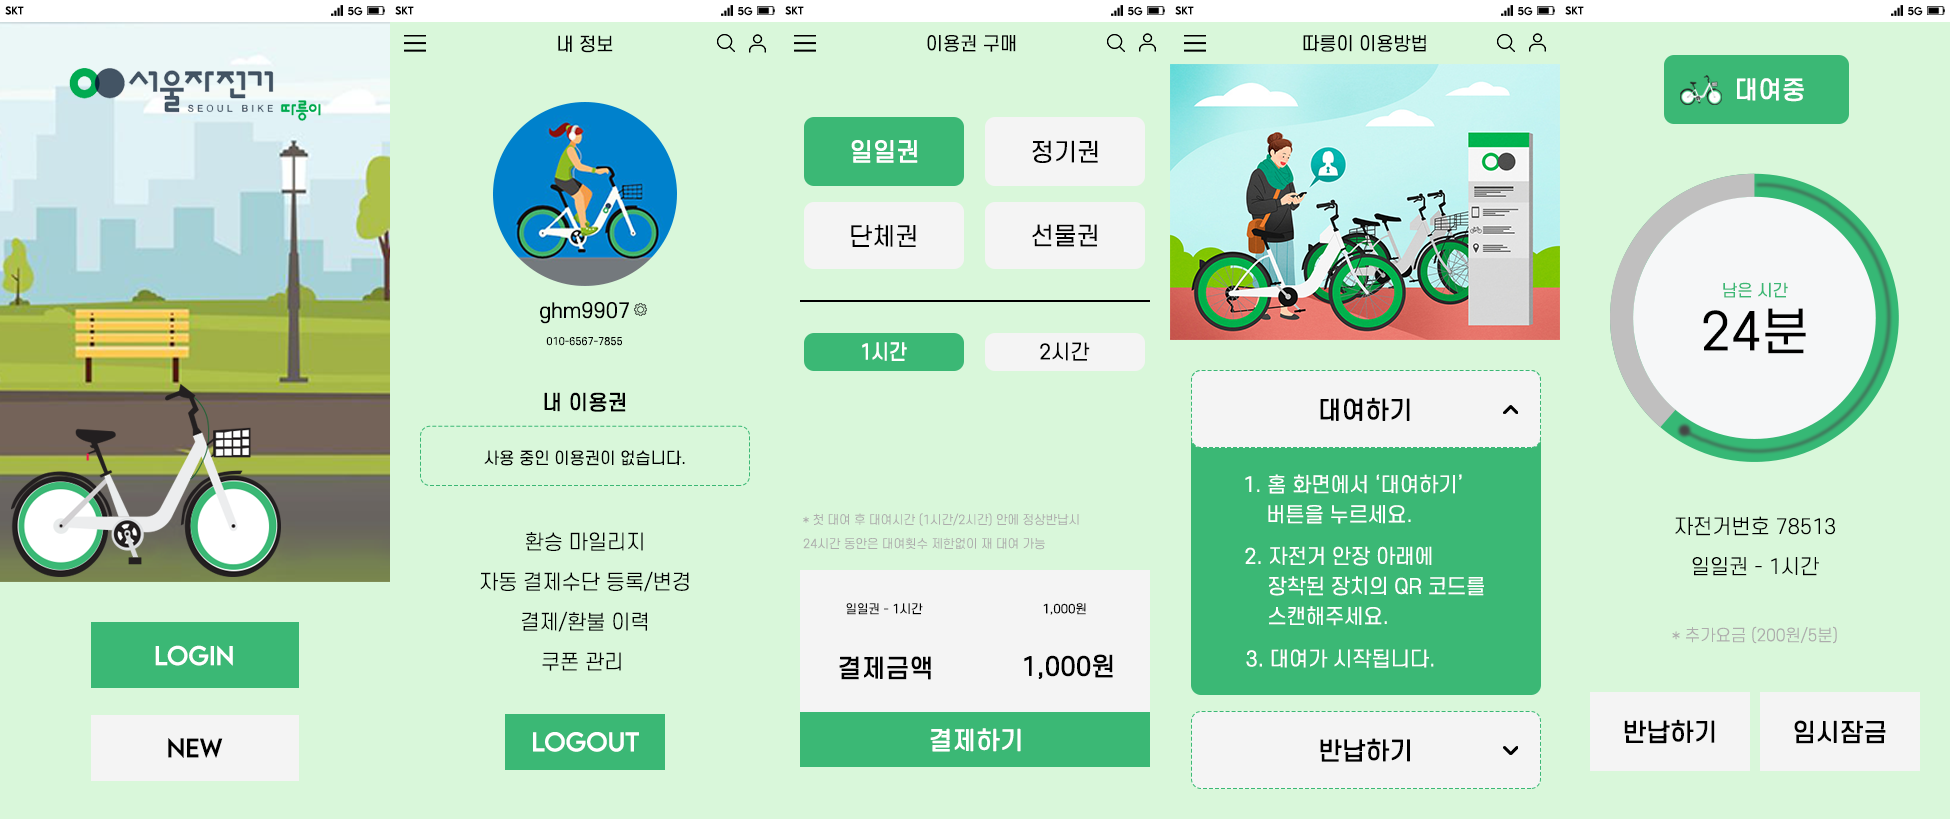 SKT
5G
서울자전거
SEOUL BIKE 따릉이
LOGIN
NEW
SKT
5G
내 정보
ghm9907
010-6567-7855
내 이용권
사용 중인 이용권이 없습니다.
환승 마일리지
자동 결제수단 등록/변경
결제/환불 이력
쿠폰 관리
LOGOUT
SKT
5G
이용권 구매
일일권
정기권
단체권
선물권
1시간
2시간
* 첫 대여 후 대여시간 (1시간/2시간) 안에 정상반납시
24시간 동안은 대여횟수 제한없이 재 대여 가능
일일권 - 1시간
1,000원
결제금액
1,000원
결제하기
SKT
5G
따릉이 이용방법
대여하기
1. 홈 화면에서 ‘대여하기’
버튼을 누르세요.
2. 자전거 안장 아래에
장착된 장치의 QR 코드를
스캔해주세요.
3. 대여가 시작됩니다.
반납하기
SKT
5G
대여중
남은 시간
24분
자전거번호 78513
일일권 - 1시간
* 추가요금 (200원/5분)
반납하기
임시잠금